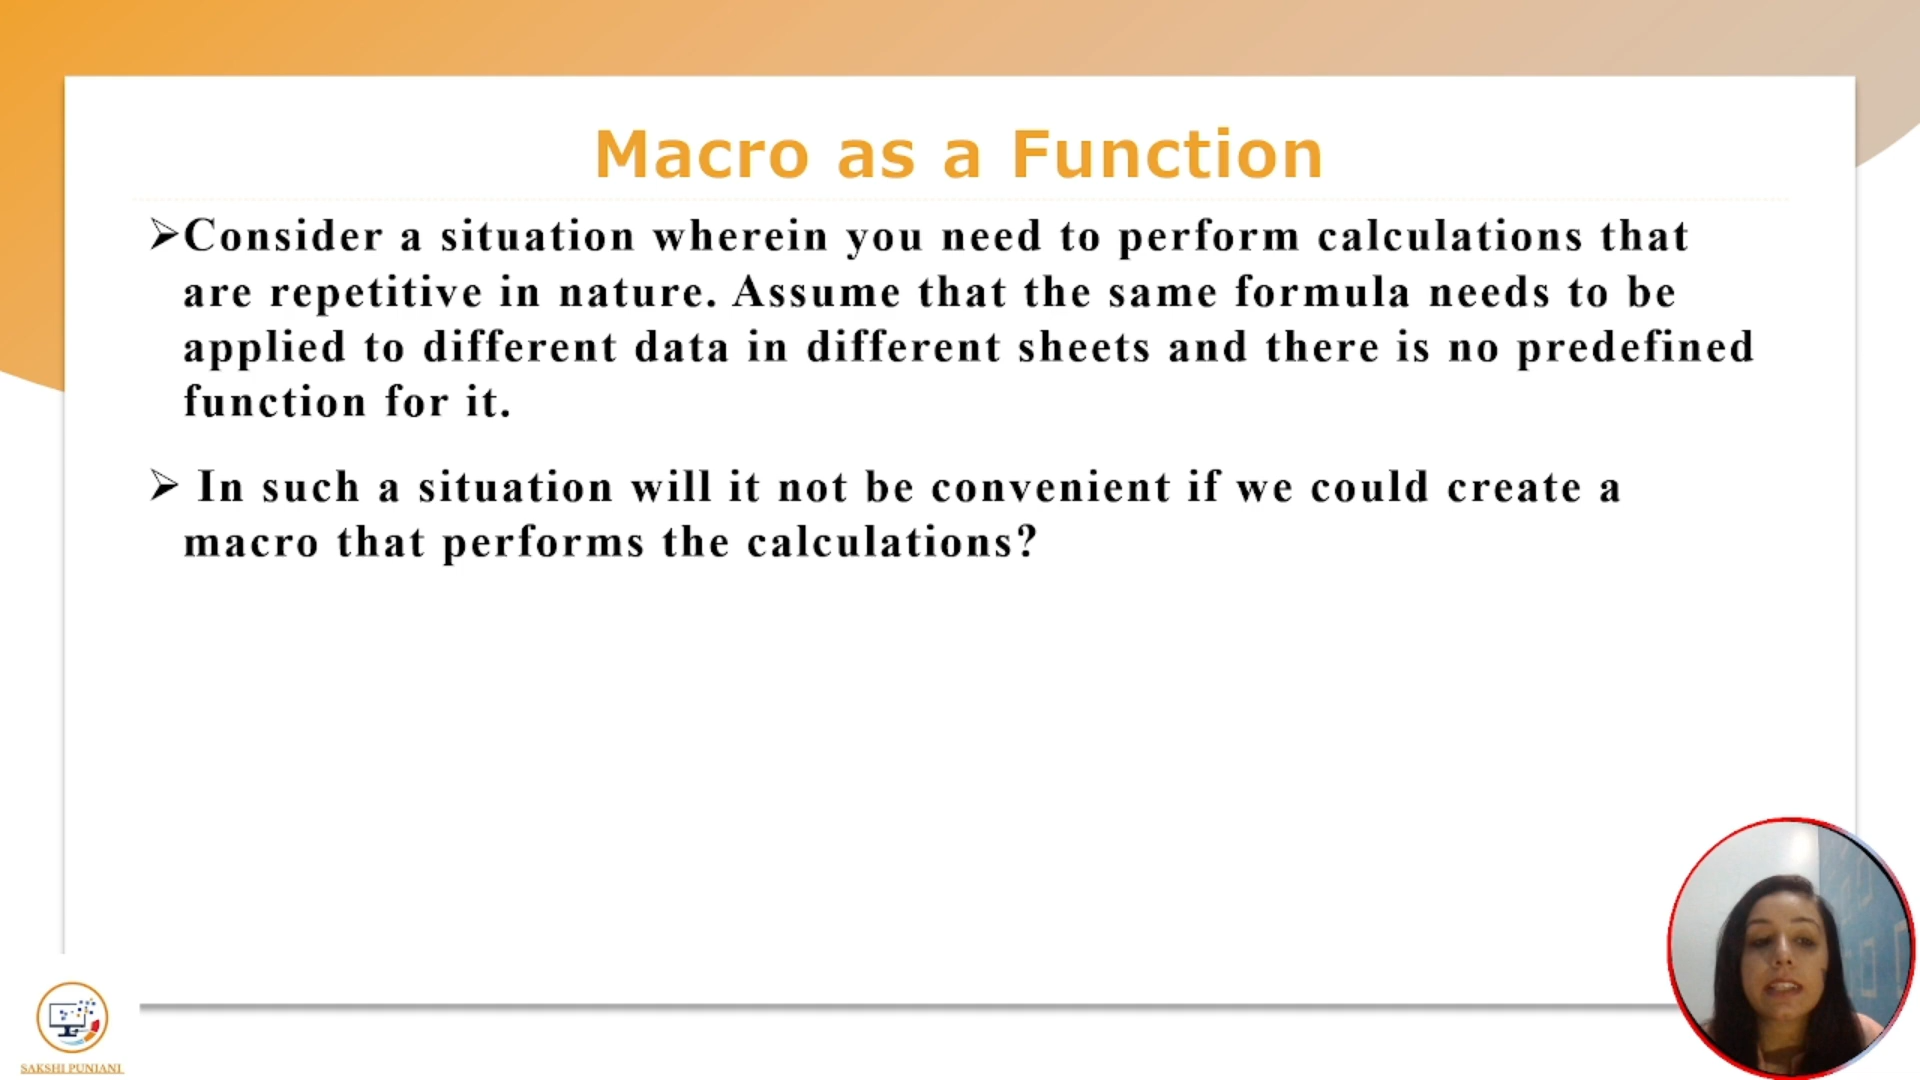 Macro as a Function
➢Consider a situation wherein you need to perform calculations that
are repetitive in nature. Assume that the same formula needs to be
applied to different data in different sheets and there is no predefined
function for it.
➢ In such a situation will it not be convenient if we could create a
macro that performs the calculations?
SAKSHI PUNIANI